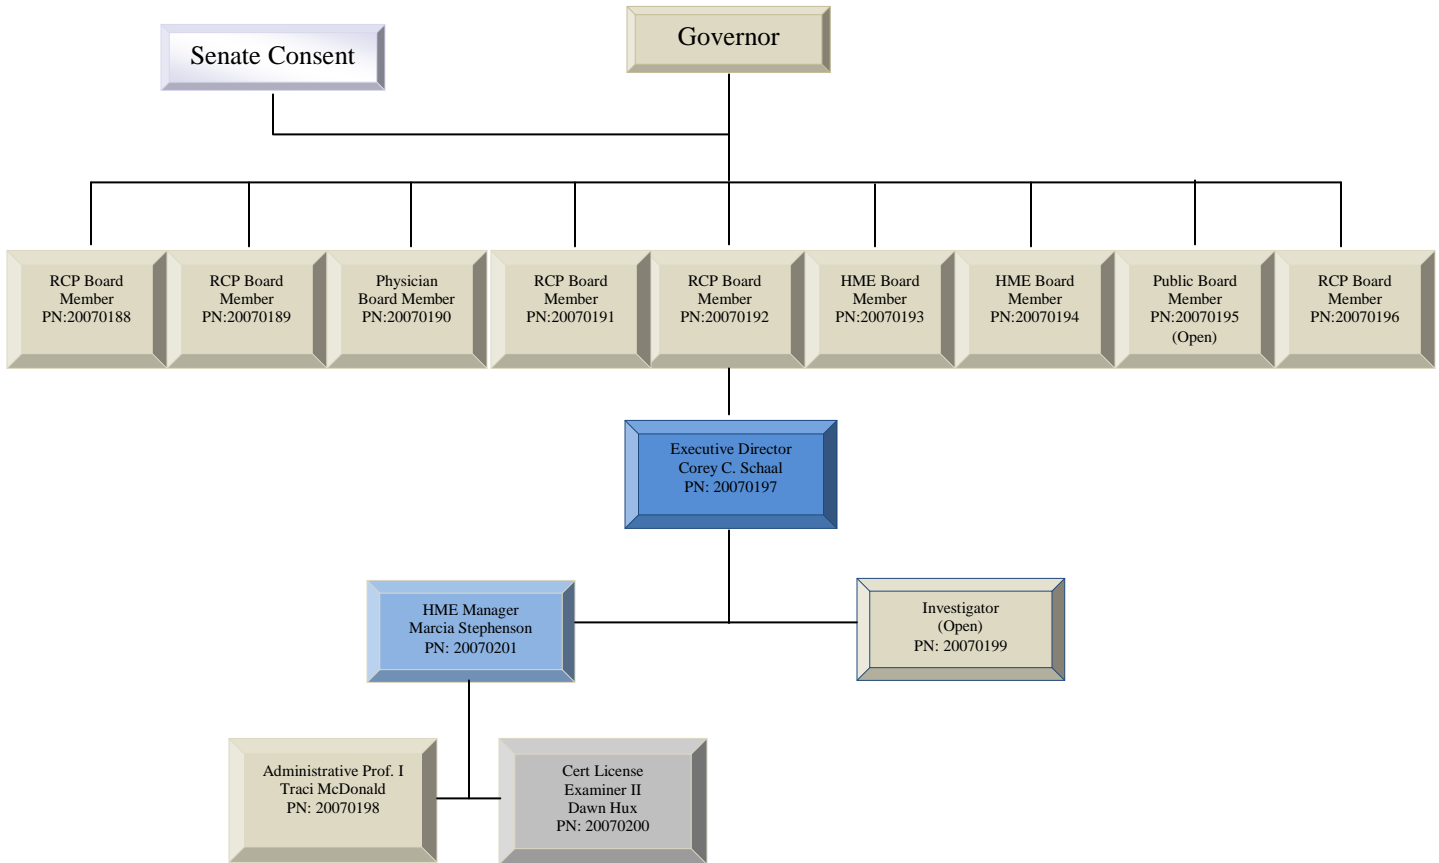 Senate Consent
Governor
RCP Board
Member
PN:20070188
RCP Board
Member
PN:20070189
Physician
Board Member
PN:20070190
RCP Board
Member
PN:20070191
RCP Board
Member
PN:20070192
HME Board
Member
PN:20070193
HME Board
Member
PN:20070194
Public Board
Member
PN:20070195
(Open)
RCP Board
Member
PN:20070196
Executive Director
Corey C. Schaal
PN: 20070197
HME Manager
Marcia Stephenson
PN: 20070201
Investigator
(Open)
PN: 20070199
Administrative Prof. I
Traci McDonald
PN: 20070198
Cert License
Examiner II
Dawn Hux
PN: 20070200